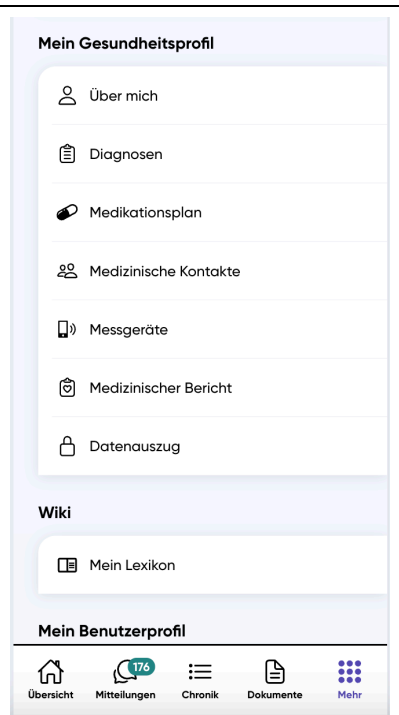 Mein Gesundheitsprofil
Über mich
Diagnosen
Medikationsplan
Medizinische Kontakte
Messgeräte
Medizinischer Bericht
Datenauszug
Wiki
Mein Lexikon
Mein Benutzerprofil
176
Übersicht Mitteilungen Chronik Dokumente Mehr